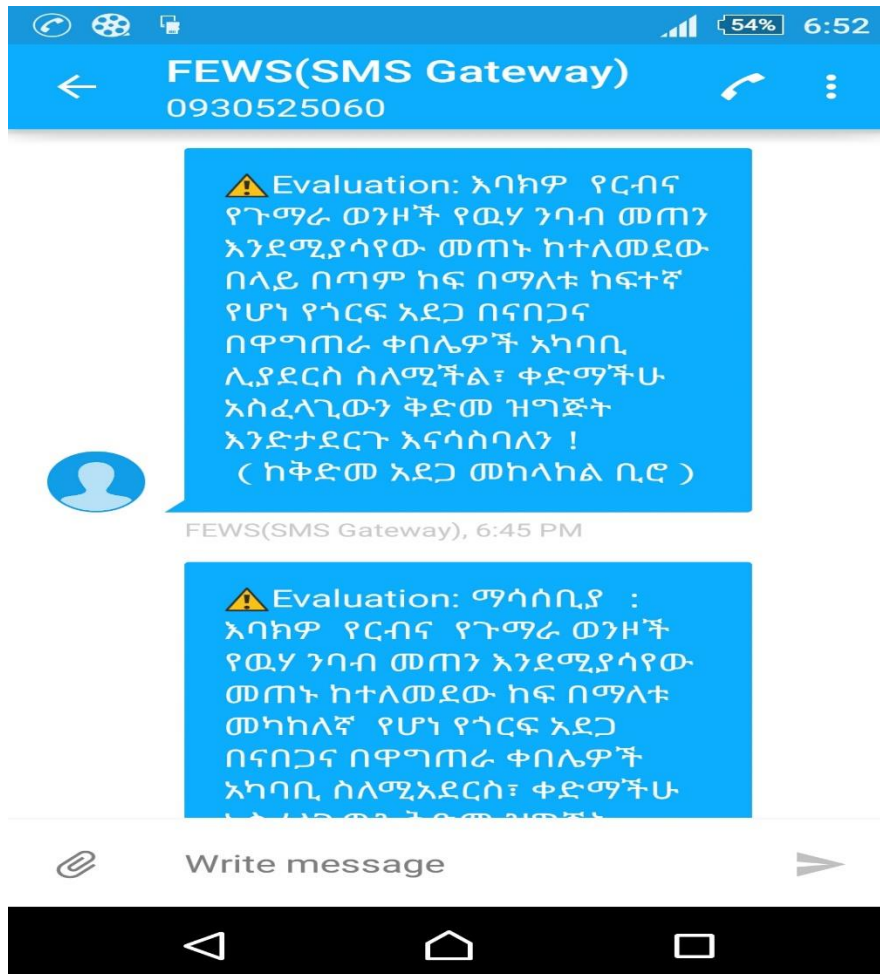 54% 6:52
FEWS(SMS Gateway)
0930525060
Evaluation: እባክዎ የርብና
የጉማራ ወንዞች የዉሃ ንባብ መጠን
እንደሚያሳየው መጠኑ ከተለመደው
በላይ በጣም ከፍ በማለቱ ከፍተኛ
የሆነ የጎርፍ አደጋ በናበጋና
በዋግጠራ ቀበሌዎች አካባቢ
ሊያደርስ ስለሚችል፣ ቀድማችሁ
አስፈላጊውን ቅድመ ዝግጅት
እንድታደርጉ እናሳስባለን !
( ከቅድመ አደጋ መከላከል ቢሮ )
FEWS(SMS Gateway), 6:45 PM
Evaluation: ማሳሰቢያ :
እባክዎ የርብና የጉማራ ወንዞች
የዉሃ ንባብ መጠን እንደሚያሳየው
መጠኑ ከተለመደው ከፍ በማለቱ
መካከለኛ የሆነ የጎርፍ አደጋ
በናበጋና በዋግጠራ ቀበሌዎች
አካባቢ ስለሚአደርስ፣ ቀድማችሁ
Write message